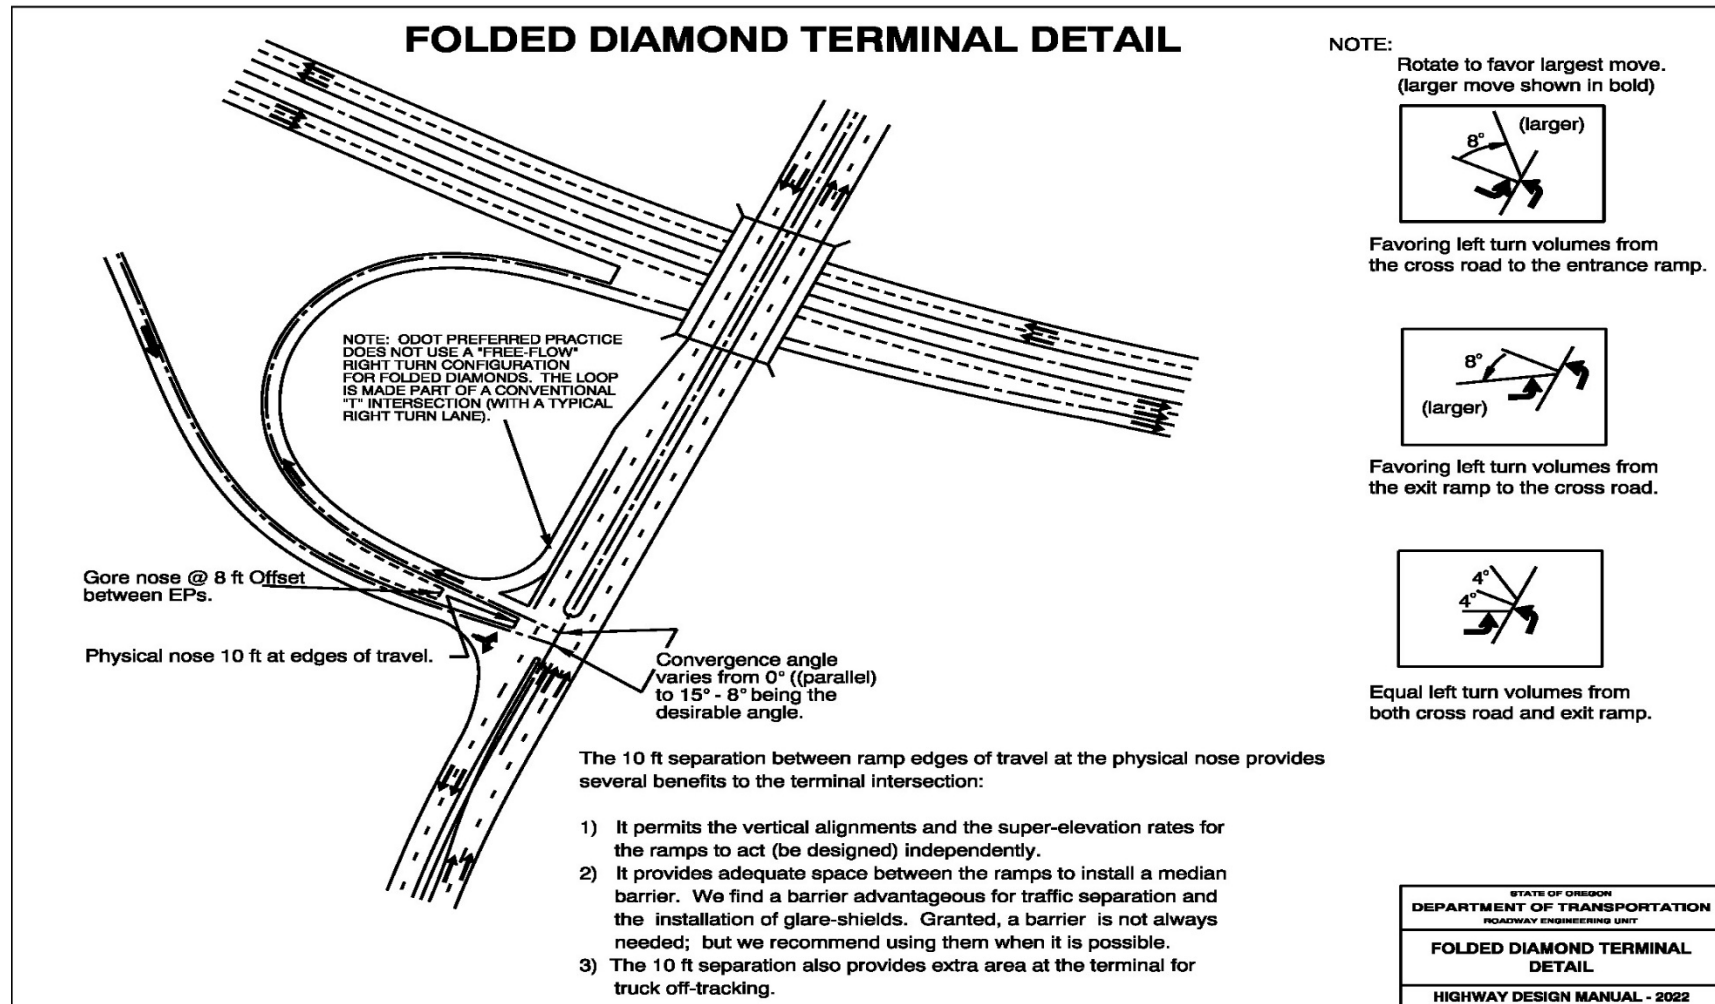 FOLDED DIAMOND TERMINAL DETAIL
NOTE:
Rotate to favor largest move.
(larger move shown in bold)
8°
(larger)
Favoring left turn volumes from
the cross road to the entrance ramp.
8°
(larger)
Favoring left turn volumes from
the exit ramp to the cross road.
4°
4°
Equal left turn volumes from
both cross road and exit ramp.
NOTE: ODOT PREFERRED PRACTICE
DOES NOT USE A "FREE-FLOW"
RIGHT TURN CONFIGURATION
FOR FOLDED DIAMONDS. THE LOOP
IS MADE PART OF A CONVENTIONAL
"T" INTERSECTION (WITH A TYPICAL
RIGHT TURN LANE).
Gore nose @ 8 ft Offset
between EPs.
Physical nose 10 ft at edges of travel.
Convergence angle
varies from 0° ((parallel)
to 15° - 8° being the
desirable angle.
The 10 ft separation between ramp edges of travel at the physical nose provides
several benefits to the terminal intersection:
1) It permits the vertical alignments and the super-elevation rates for
the ramps to act (be designed) independently.
2) It provides adequate space between the ramps to install a median
barrier. We find a barrier advantageous for traffic separation and
the installation of glare-shields. Granted, a barrier is not always
needed; but we recommend using them when it is possible.
3) The 10 ft separation also provides extra area at the terminal for
truck off-tracking.
STATE OF OREGON
DEPARTMENT OF TRANSPORTATION
ROADWAY ENGINEERING UNIT
FOLDED DIAMOND TERMINAL
DETAIL
HIGHWAY DESIGN MANUAL - 2022